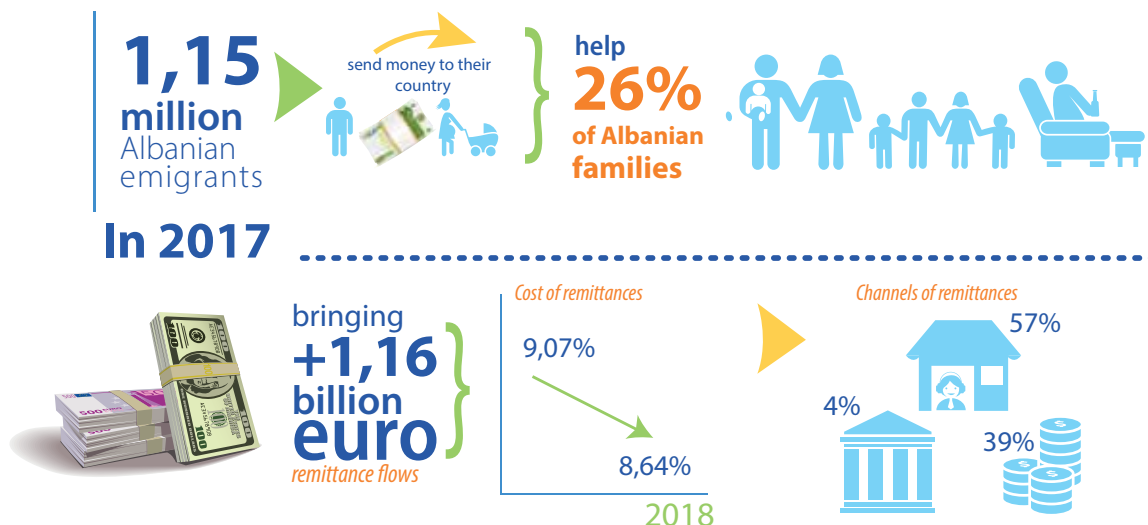 1,15
million
Albanian
emigrants
send money to their
country
help
26%
of Albanian
families
In 2017
bringing
+1,16
billion
euro
remittance flows
Cost of remittances
9,07%
8,64%
2018
Channels of remittances
57%
4%
39%
100
100